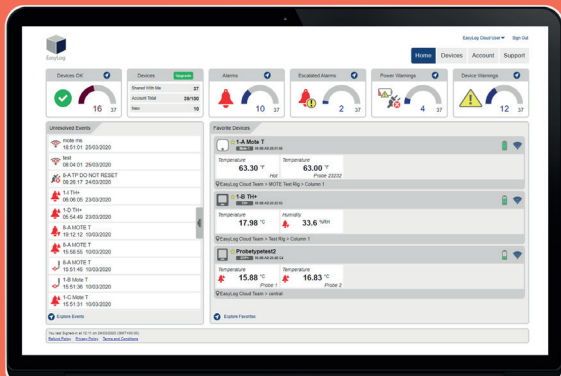 EasyLog
EasyLog Cloud User Sign Out
Home Devices Account Support
Devices OK
16 37
Devices Upgrade
Shared With Me 37
Account Total 29/100
New 10
Alarms
10 37
Escalated Alarms
2 37
Power Warnings
4 37
Device Warnings
12 37
Unresolved Events
mote me
18:51:01 25/03/2020
test
08:04:01 25/03/2020
8-ATP DO NOT RESET
08:26:17 24/03/2020
1-I TH+
06:06:05 23/03/2020
1-D TH+
05:54:49 23/03/2020
8-A MOTE T
19:12:12 10/03/2020
8-A MOTE T
15:58:55 10/03/2020
8-A MOTE T
15:51:45 10/03/2020
1-B Mote T
15:51:36 10/03/2020
1-C Mote T
15:51:31 10/03/2020
Explore Events
Favorite Devices
1-A Mote T
Temperature Temperature
63.30 °C 63.00 °F
Hot Probe 23232
EasyLog Cloud Team > MOTE Test Rig > Column 1
1-B TH+
Temperature Humidity
17.98 °C 33.6 %RH
EasyLog Cloud Team > Test Rig > Column 1
Probetypetest2
Temperature Temperature
15.88 °C 16.83 °C
Probe 1 Probe 2
EasyLog Cloud Team > central
Explore Favorites
Refund Policy Privacy Policy Terms and Conditions